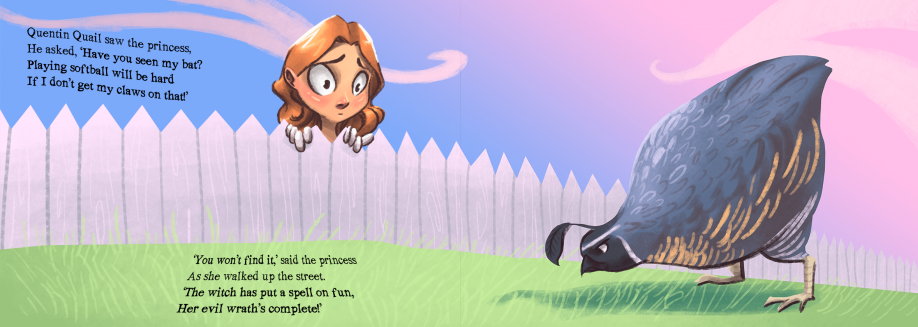 Quentin Quail saw the princess,
He asked, ‘Have you seen my bat?
Playing softball will be hard
If I don't get my claws on that!’
‘You won't find it,’ said the princess
As she walked up the street.
‘The witch has put a spell on fun,
Her evil wrath's complete!’